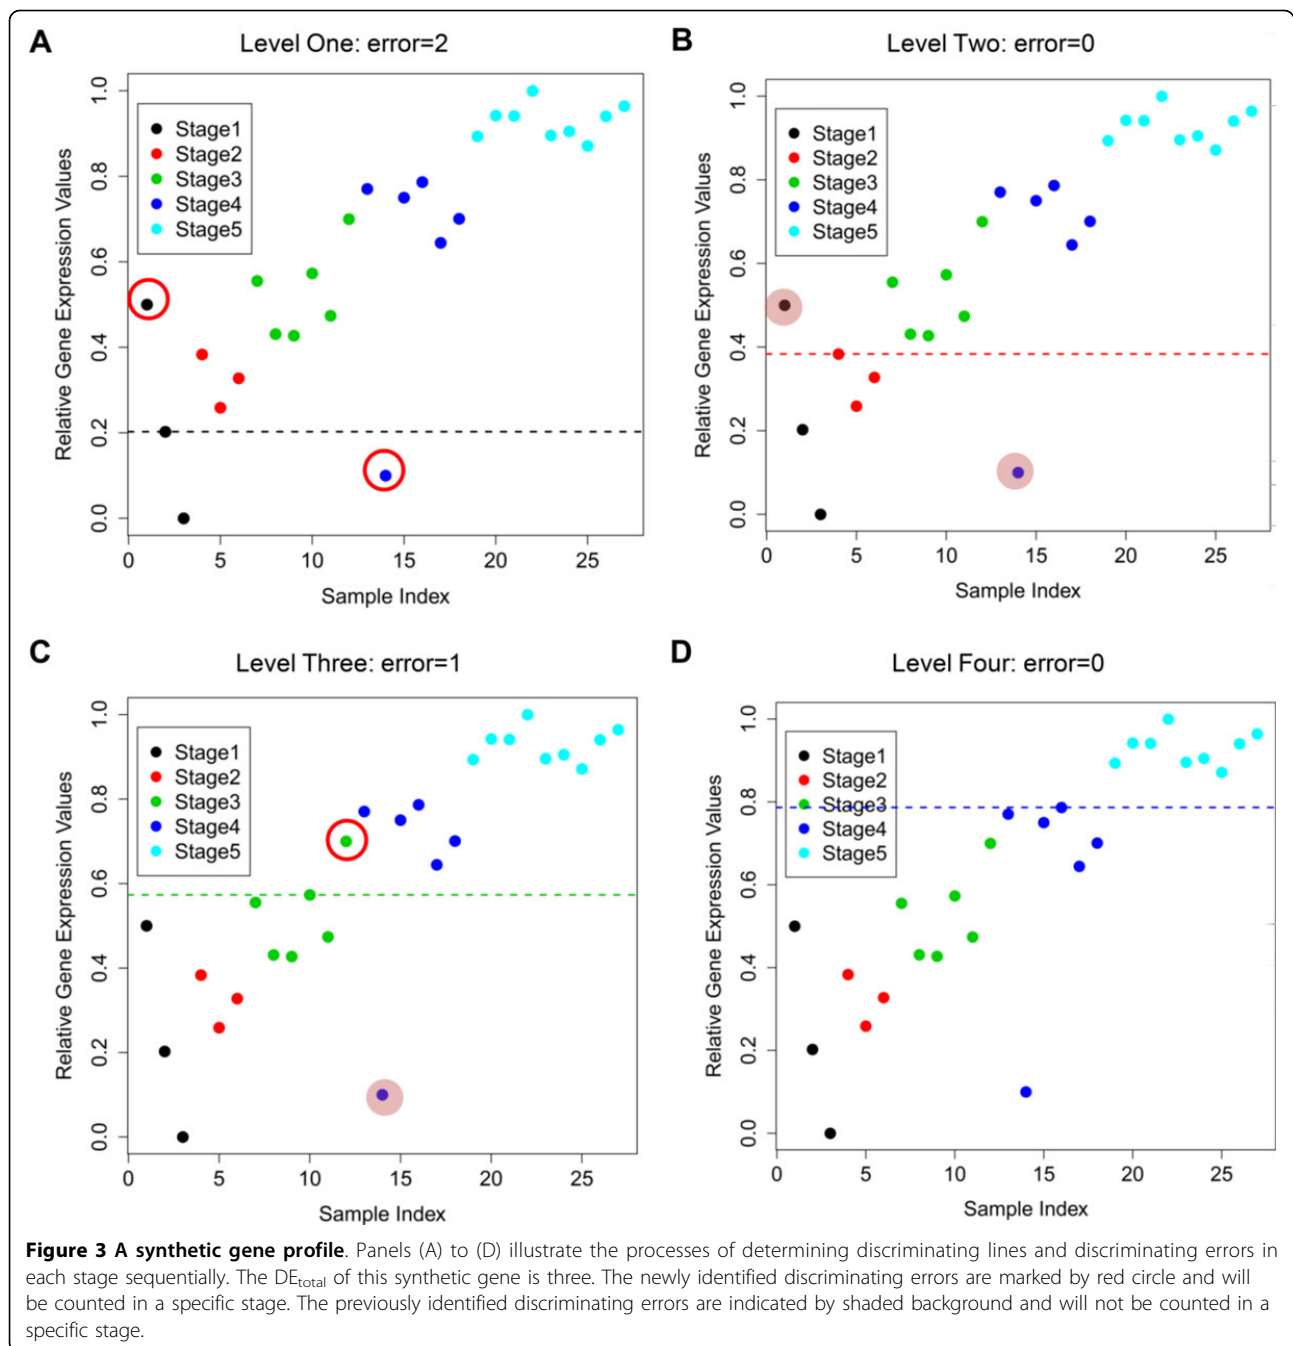 A
Level One: error=2
Relative Gene Expression Values
1.0
0.8
0.6
0.4
0.2
0.0
Stage1
Stage2
Stage3
Stage4
Stage5
0 5 10 15 20 25
Sample Index
B
Level Two: error=0
Relative Gene Expression Values
1.0
0.8
0.6
0.4
0.2
0.0
Stage1
Stage2
Stage3
Stage4
Stage5
0 5 10 15 20 25
Sample Index
C
Level Three: error=1
Relative Gene Expression Values
1.0
0.8
0.6
0.4
0.2
0.0
Stage1
Stage2
Stage3
Stage4
Stage5
0 5 10 15 20 25
Sample Index
D
Level Four: error=0
Relative Gene Expression Values
1.0
0.8
0.6
0.4
0.2
0.0
Stage1
Stage2
Stage3
Stage4
Stage5
0 5 10 15 20 25
Sample Index
Figure 3 A synthetic gene profile. Panels (A) to (D) illustrate the processes of determining discriminating lines and discriminating errors in
each stage sequentially. The DEtotal of this synthetic gene is three. The newly identified discriminating errors are marked by red circle and will
be counted in a specific stage. The previously identified discriminating errors are indicated by shaded background and will not be counted in a
specific stage.